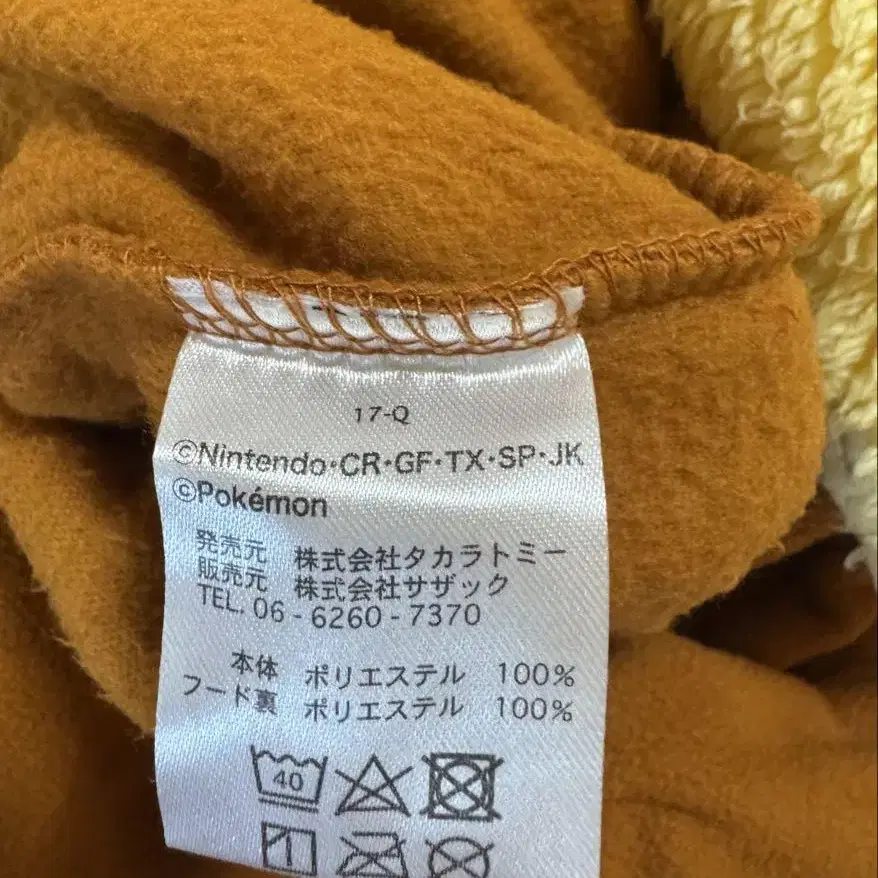 17-Q
©Nintendo・CR・GF・TX・SP・JK
©Pokémon
発売元 株式会社タカラトミー
販売元 株式会社サザック
TEL. 06 - 6260 - 7370
本体 ポリエステル 100%
フード裏 ポリエステル 100%
40